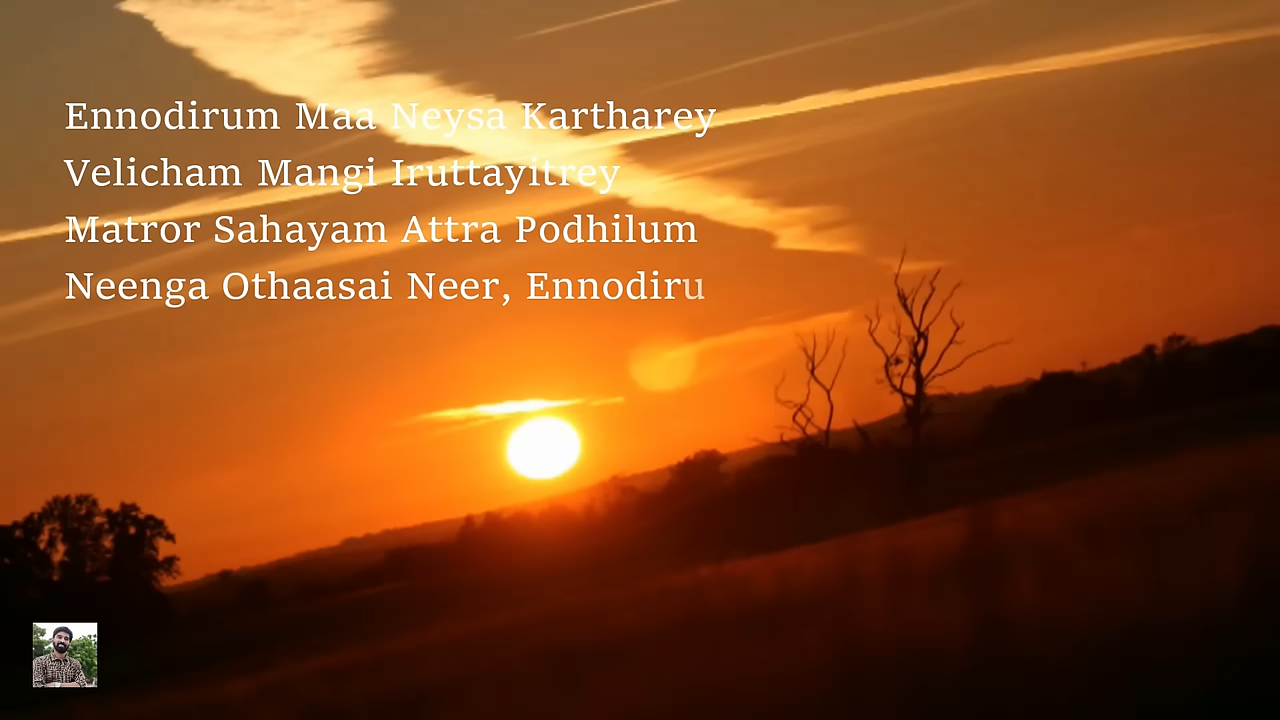 Ennodirum Maa Neysa Kartharey
Velicham Mangi Iruttayitrey
Matror Sahayam Attra Podhilum
Neenga Othaasai Neer, Ennodiru